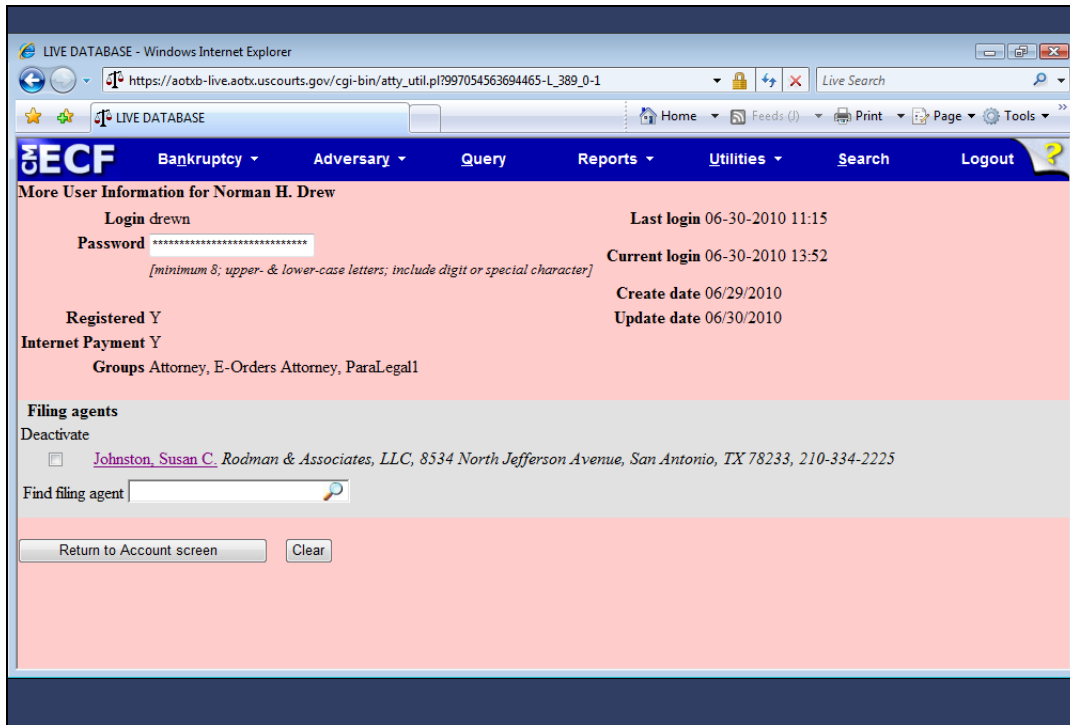 LIVE DATABASE - Windows Internet Explorer
https://aotxb-live.aotx.uscourts.gov/cgi-bin/atty_util.pl?997054563694465-L_389_0-1 Live Search
LIVE DATABASE Home Feeds (J) Print Page Tools »
CM ECF Bankruptcy Adversary Query Reports Utilities Search Logout ?
More User Information for Norman H. Drew
Login drewn Last login 06-30-2010 11:15
Password ******************************
Current login 06-30-2010 13:52
[minimum 8; upper- & lower-case letters; include digit or special character]
Create date 06/29/2010
Registered Y Update date 06/30/2010
Internet Payment Y
Groups Attorney, E-Orders Attorney, ParaLegal1
Filing agents
Deactivate
Johnston, Susan C. Rodman & Associates, LLC, 8534 North Jefferson Avenue, San Antonio, TX 78233, 210-334-2225
Find filing agent
Return to Account screen Clear